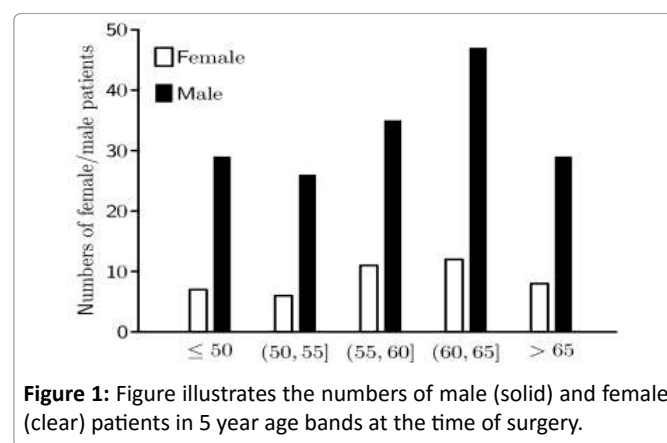 50
Female
Male
40
30
20
10
0
Numbers of female/male patients
≤ 50 (50, 55] (55, 60] (60, 65] > 65
Figure 1: Figure illustrates the numbers of male (solid) and female
(clear) patients in 5 year age bands at the time of surgery.